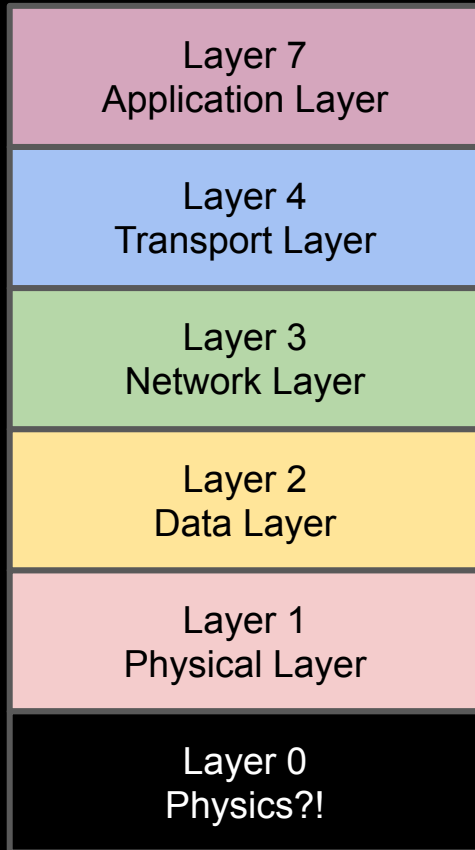 Layer 7
Application Layer
Layer 4
Transport Layer
Layer 3
Network Layer
Layer 2
Data Layer
Layer 1
Physical Layer
Layer 0
Physics?!